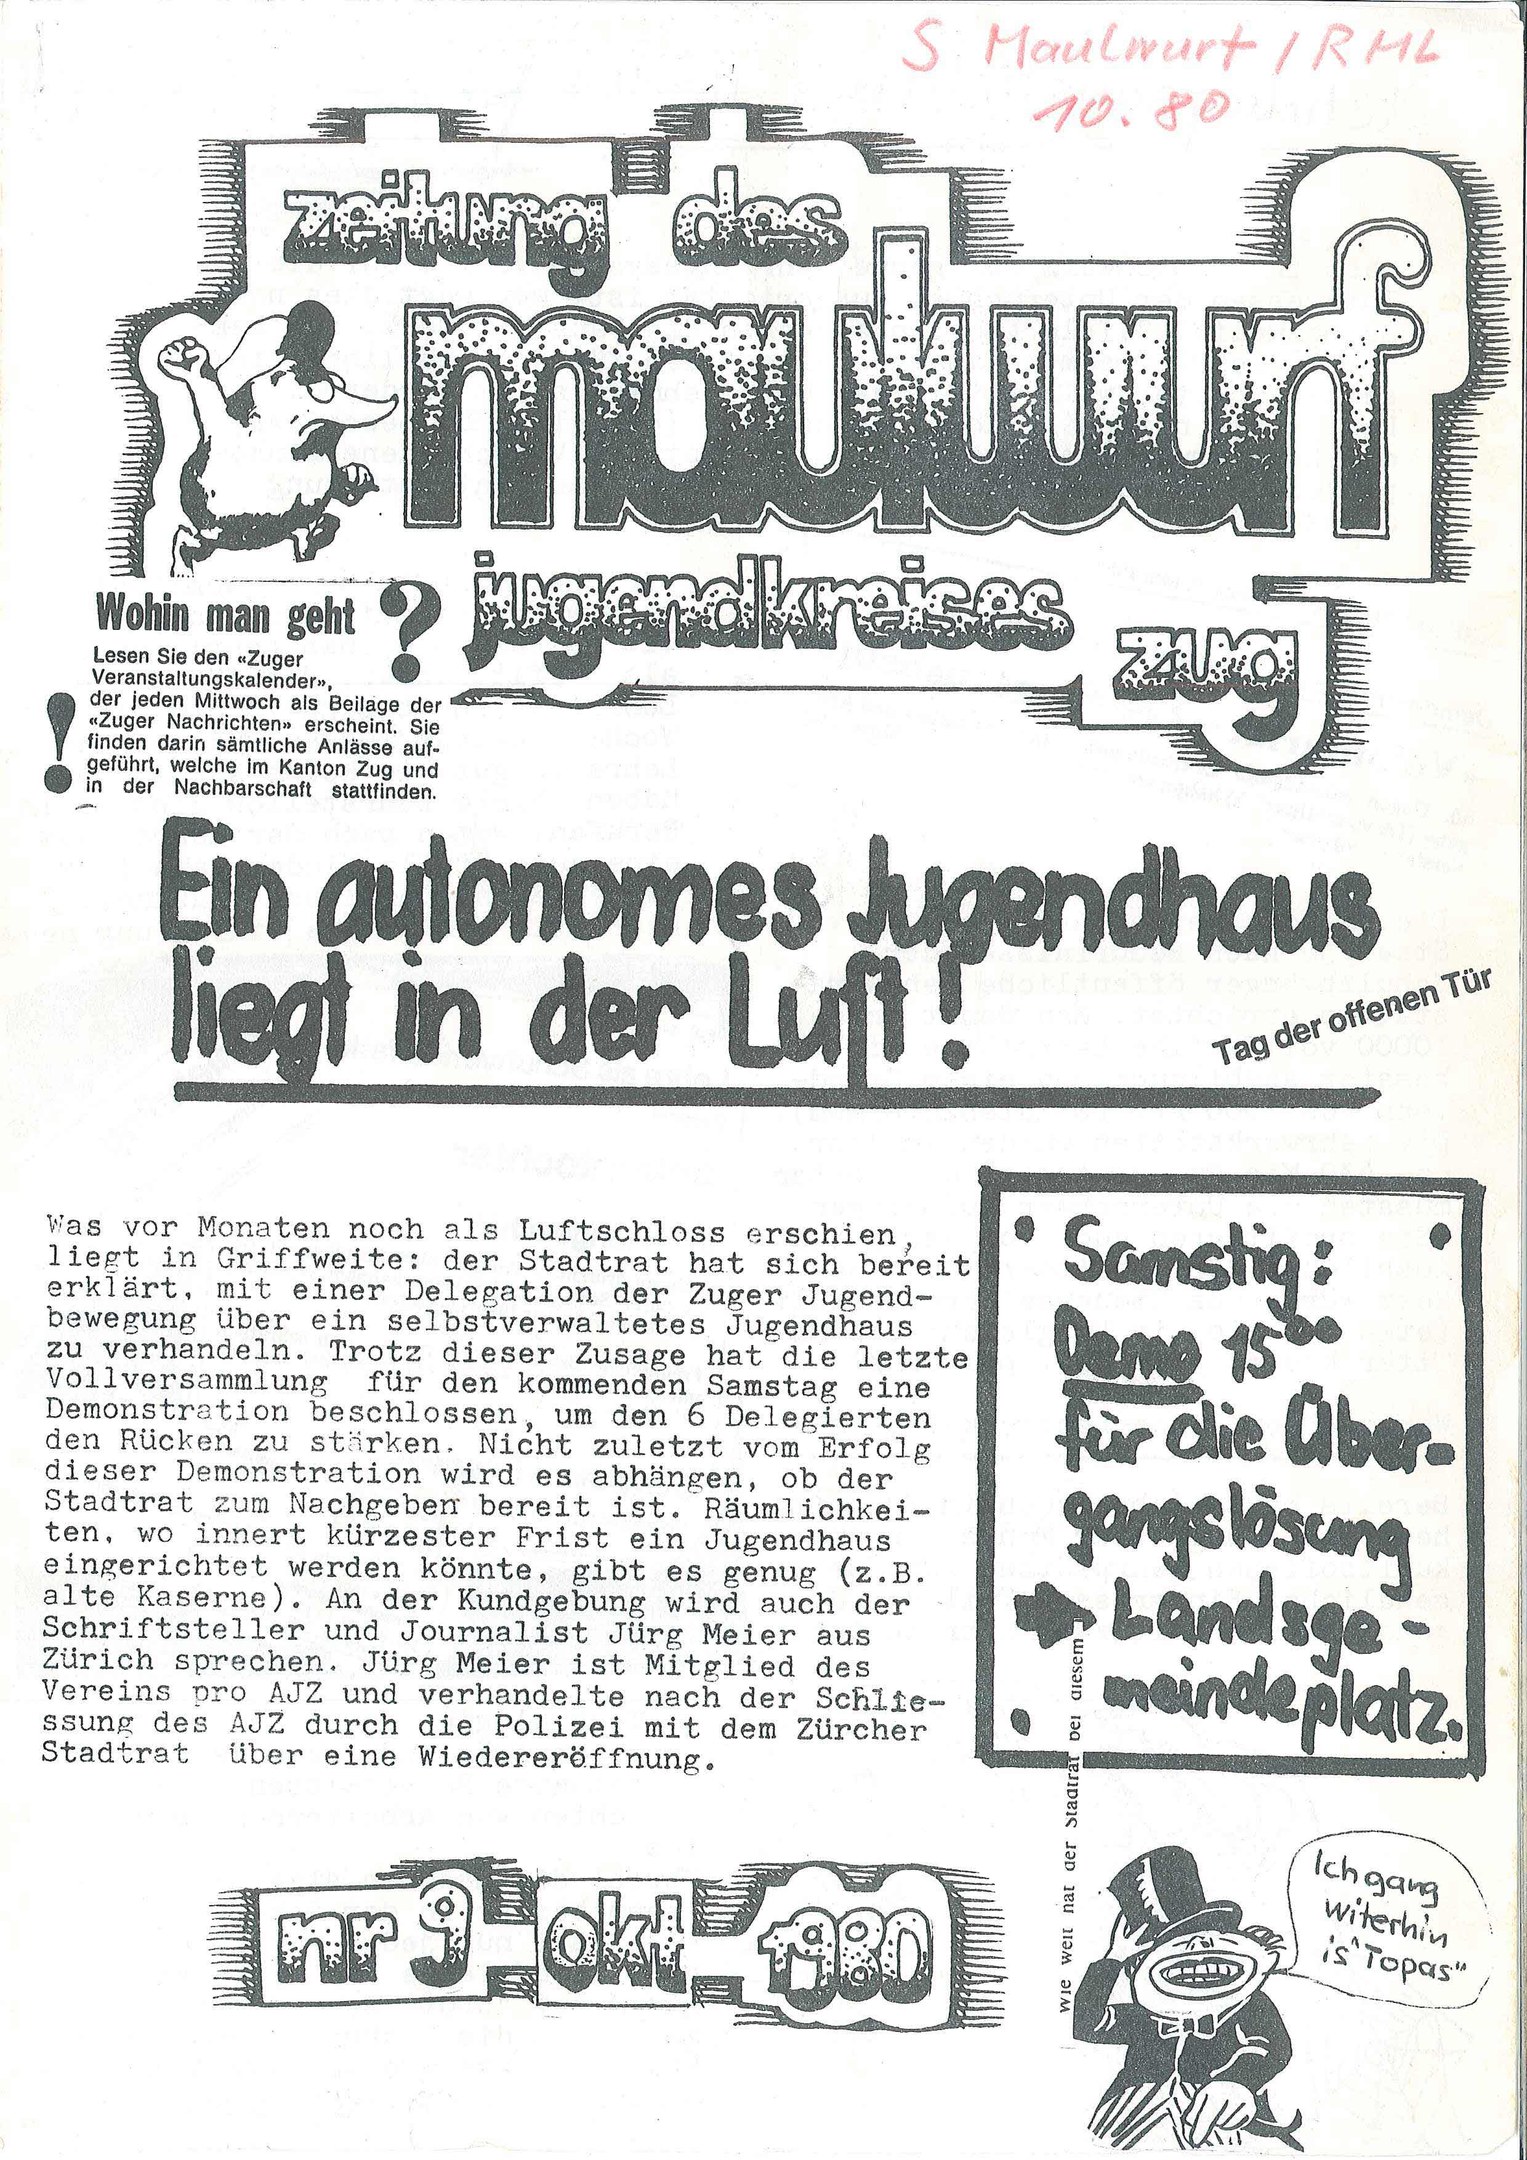 S Maulwurf / RML
10.80
zeitung des
maulwurf
jugendkreises
zug
Wohin man geht ?
Lesen Sie den «Zuger
Veranstaltungskalender»,
der jeden Mittwoch als Beilage der
«Zuger Nachrichten» erscheint. Sie
finden darin sämtliche Anlässe auf-
geführt, welche im Kanton Zug und
in der Nachbarschaft stattfinden.
!
Ein autonomes Jugendhaus
liegt in der Luft!
Tag der offenen Tür
Was vor Monaten noch als Luftschloss erschien,
liegt in Griffweite: der Stadtrat hat sich bereit
erklärt, mit einer Delegation der Zuger Jugend-
bewegung über ein selbstverwaltetes Jugendhaus
zu verhandeln. Trotz dieser Zusage hat die letzte
Vollversammlung für den kommenden Samstag eine
Demonstration beschlossen, um den 6 Delegierten
den Rücken zu stärken. Nicht zuletzt vom Erfolg
dieser Demonstration wird es abhängen, ob der
Stadtrat zum Nachgeben bereit ist. Räumlichkei-
ten, wo innert kürzester Frist ein Jugendhaus
eingerichtet werden könnte, gibt es genug (z.B.
alte Kaserne). An der Kundgebung wird auch der
Schriftsteller und Journalist Jürg Meier aus
Zürich sprechen. Jürg Meier ist Mitglied des
Vereins pro AJZ und verhandelte nach der Schlie-
ssung des AJZ durch die Polizei mit dem Zürcher
Stadtrat über eine Wiedereröffnung.
Samstig:
Demo 15⁰⁰
für die Über-
gangslösung
Landsge-
meindeplatz.
Wie weit hat der Stadtrat bei diesem
nr 9 okt 1980
Ich gang
witerhin
is "Topas"